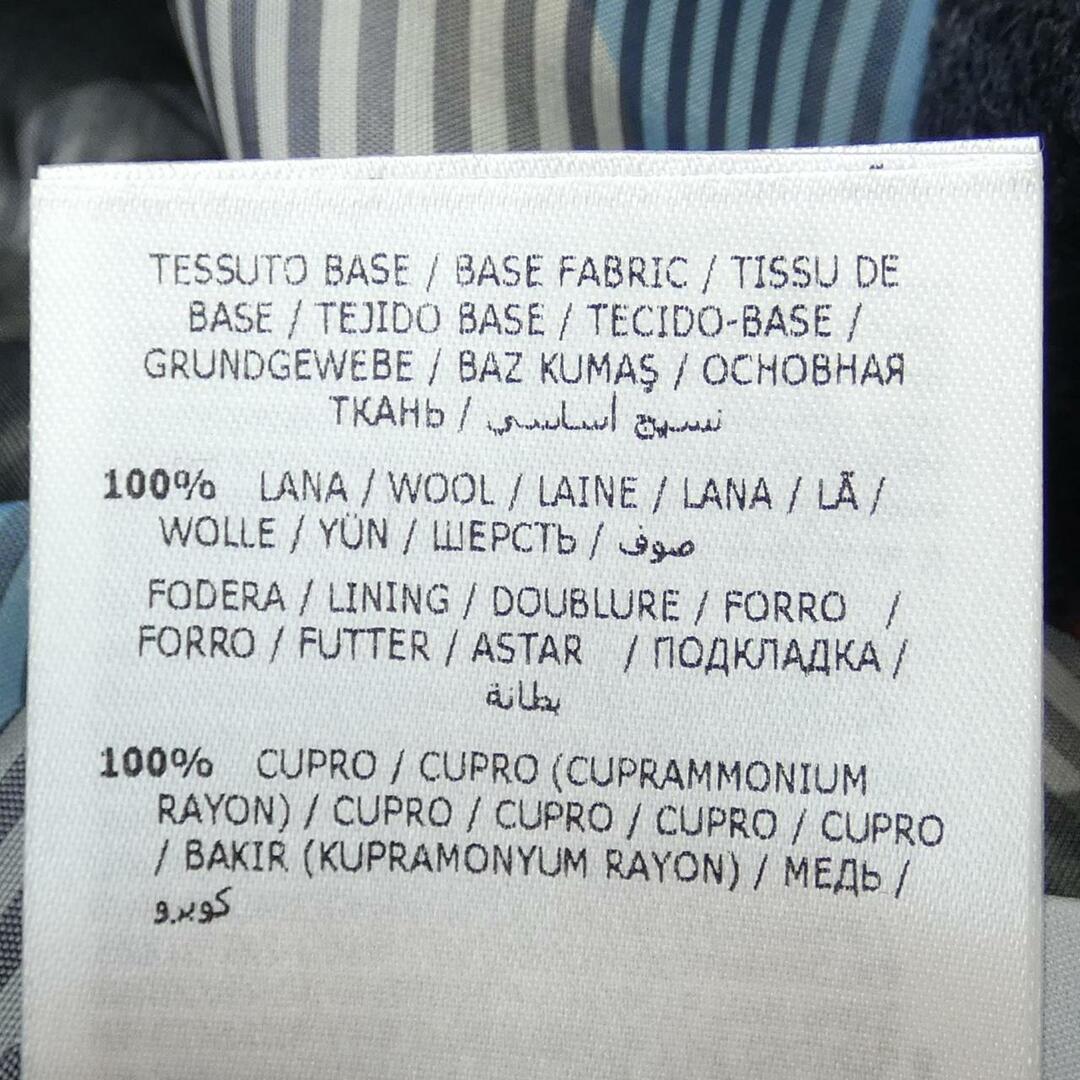 TESSUTO BASE / BASE FABRIC / TISSU DE
BASE / TEJIDO BASE / TECIDO-BASE /
GRUNDGEWEBE / BAZ KUMAŞ / ОСНОВНАЯ
ТКАНЬ / نسيج أساسي
100% LANA / WOOL / LAINE / LANA / LÃ /
WOLLE / YÜN / ШЕРСТЬ / صوف
FODERA / LINING / DOUBLURE / FORRO /
FORRO / FUTTER / ASTAR / ПОДКЛАДКА /
بطانة
100% CUPRO / CUPRO (CUPRAMMONIUM
RAYON) / CUPRO / CUPRO / CUPRO / CUPRO
/ BAKIR (KUPRAMONYUM RAYON) / МЕДЬ /
كوبرو